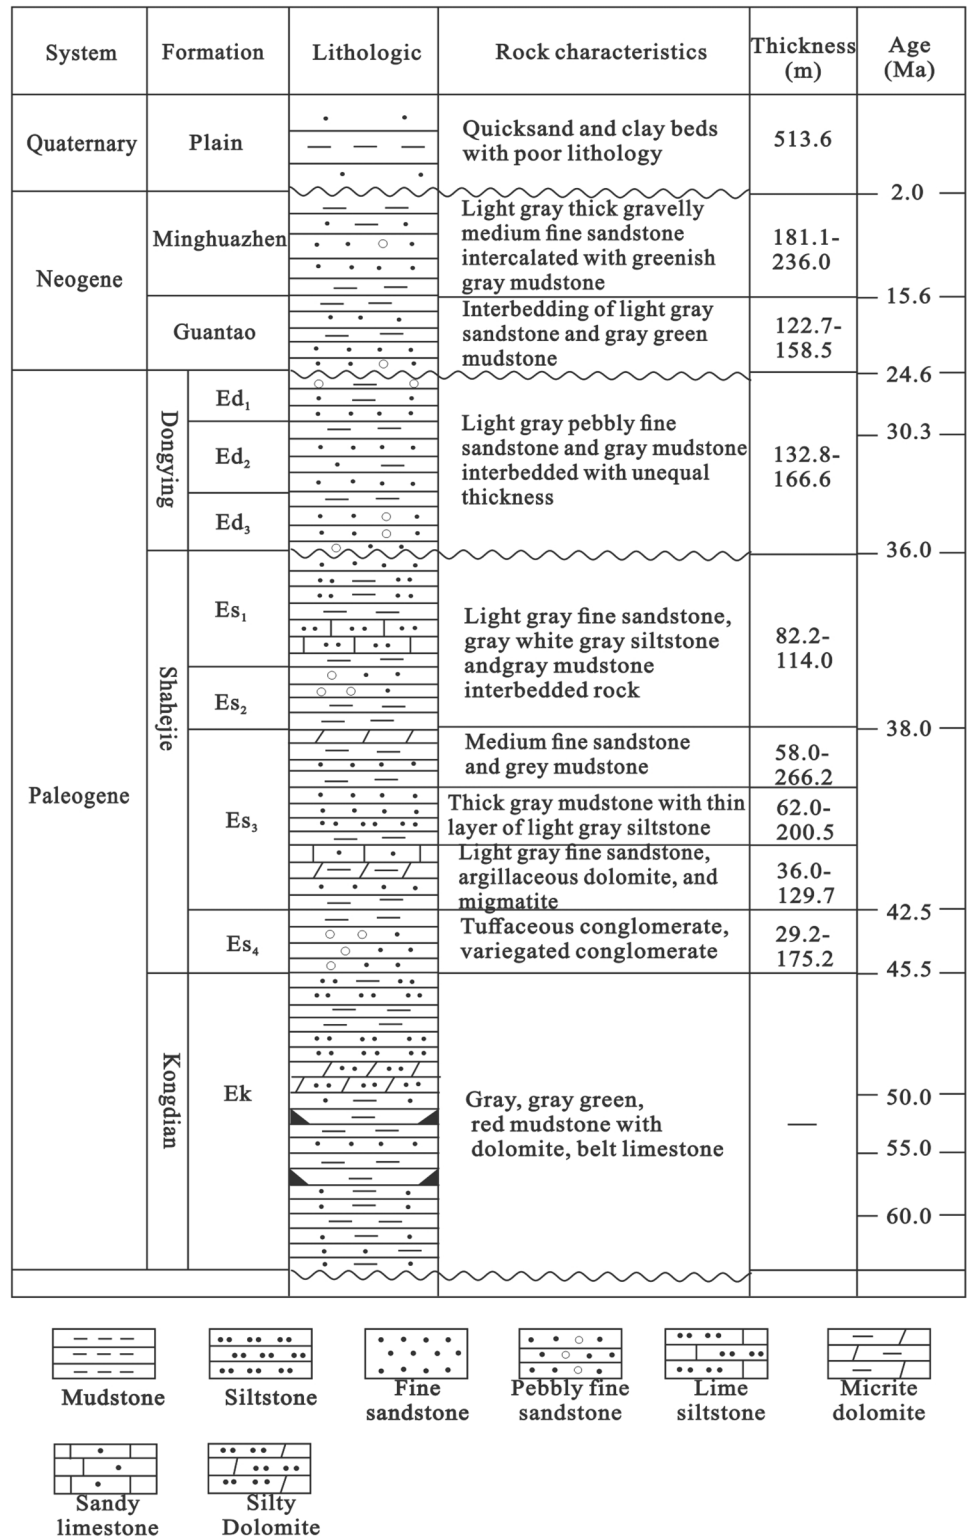 System
Formation
Lithologic
Rock characteristics
Thickness
(m)
Age
(Ma)
Quaternary
Plain
Quicksand and clay beds
with poor lithology
513.6
2.0
Neogene
Minghuazhen
Light gray thick gravelly
medium fine sandstone
intercalated with greenish
gray mudstone
181.1-
236.0
15.6
Guantao
Interbedding of light gray
sandstone and gray green
mudstone
122.7-
158.5
24.6
Paleogene
Dongying
Ed1
Ed2
Ed3
Light gray pebbly fine
sandstone and gray mudstone
interbedded with unequal
thickness
132.8-
166.6
30.3
36.0
Shahejie
Es1
Es2
Light gray fine sandstone,
gray white gray siltstone
andgray mudstone
interbedded rock
82.2-
114.0
38.0
Es3
Medium fine sandstone
and grey mudstone
58.0-
266.2
Thick gray mudstone with thin
layer of light gray siltstone
62.0-
200.5
Light gray fine sandstone,
argillaceous dolomite, and
migmatite
36.0-
129.7
42.5
Es4
Tuffaceous conglomerate,
variegated conglomerate
29.2-
175.2
45.5
Kongdian
Ek
Gray, gray green,
red mudstone with
dolomite, belt limestone
—
50.0
55.0
60.0
Mudstone
Siltstone
Fine
sandstone
Pebbly fine
sandstone
Lime
siltstone
Micrite
dolomite
Sandy
limestone
Silty
Dolomite